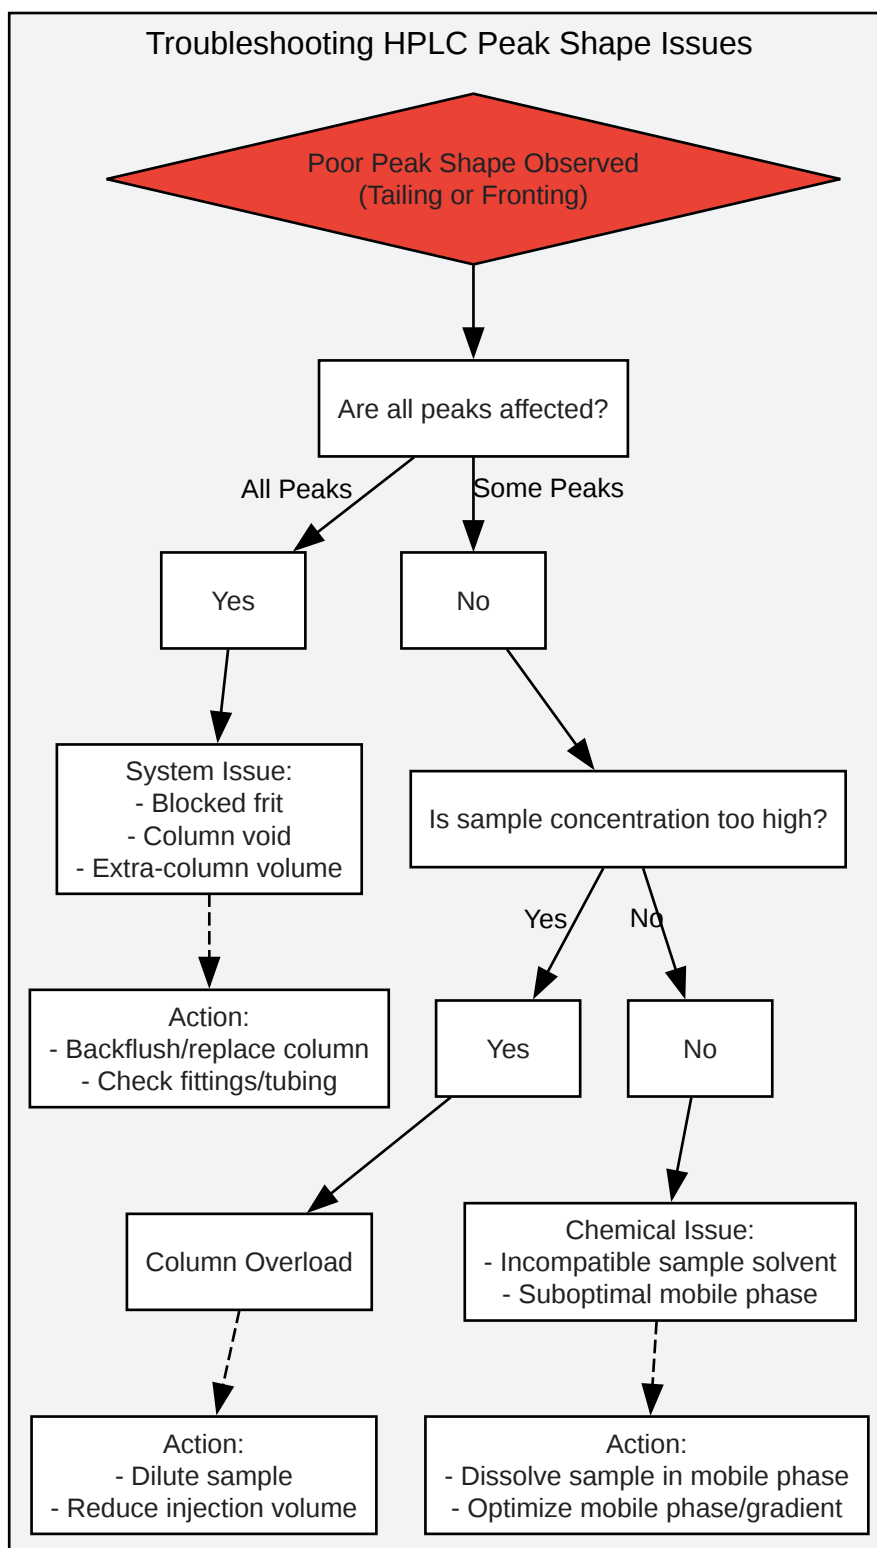 Troubleshooting HPLC Peak Shape Issues
Poor Peak Shape Observed
(Tailing or Fronting)
Are all peaks affected?
All Peaks
Some Peaks
Yes
No
System Issue:
- Blocked frit
- Column void
- Extra-column volume
Is sample concentration too high?
Yes
No
Action:
- Backflush/replace column
- Check fittings/tubing
Yes
No
Column Overload
Chemical Issue:
- Incompatible sample solvent
- Suboptimal mobile phase
Action:
- Dilute sample
- Reduce injection volume
Action:
- Dissolve sample in mobile phase
- Optimize mobile phase/gradient